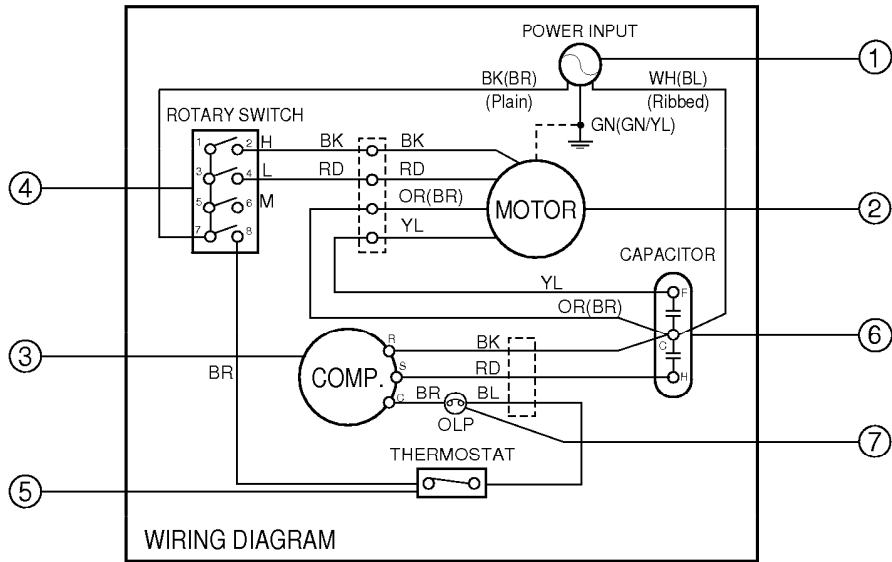 POWER INPUT
1
BK(BR)
WH(BL)
(Plain)
(Ribbed)
ROTARY SWITCH
GN(GN/YL)
1 2 H BK BK
3 4 L RD RD
4
5 6 M OR(BR)
MOTOR
2
7 8 YL
CAPACITOR
YL
F
OR(BR)
C
6
3
R BK
COMP.
S RD
H
BR
C BR BL
OLP
7
THERMOSTAT
5
WIRING DIAGRAM